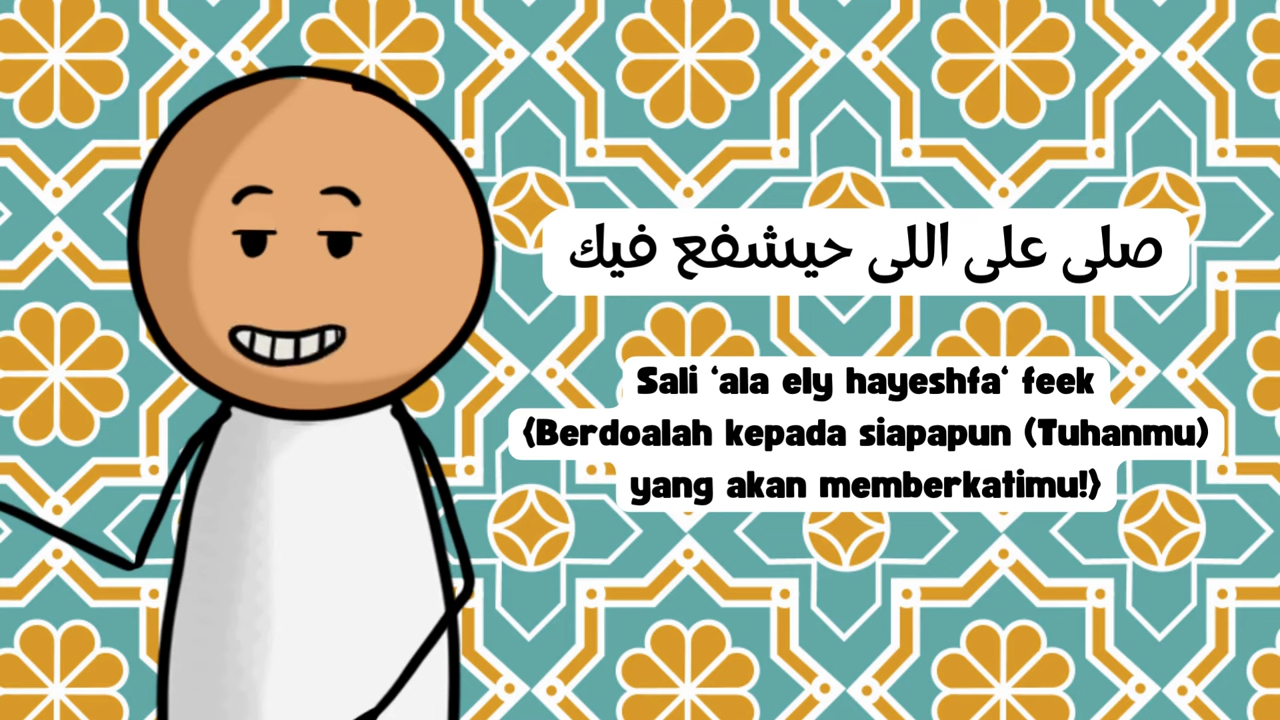 صلى على اللى حيشفع فيك
Sali ‘ala ely hayeshfa‘ feek
(Berdoalah kepada siapapun (Tuhanmu)
yang akan memberkatimu!)